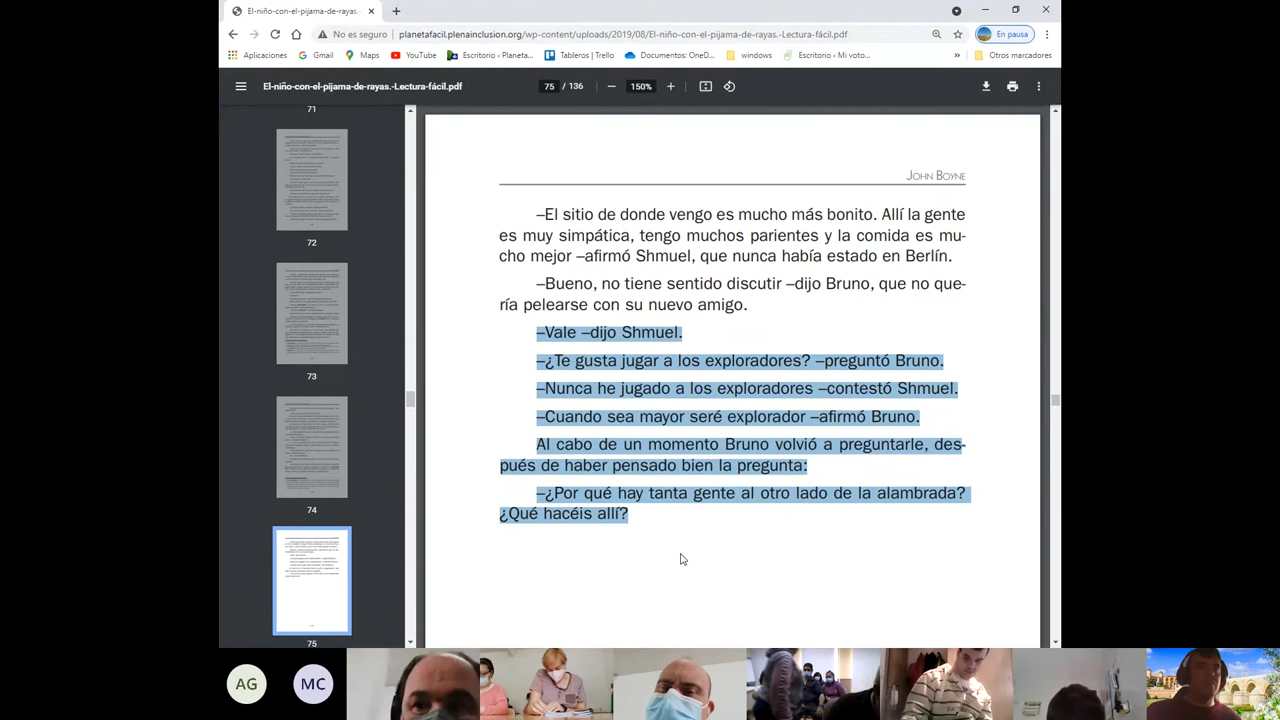 El-niño-con-el-pijama-de-rayas.
No es seguro
planetafacil.plenainclusion.org/wp-content/uploads/2019/08/El-niño-con-el-pijama-de-rayas.-Lectura-fácil.pdf
En pausa
Aplicaciones Gmail Maps YouTube Escritorio < Planeta... Tableros | Trello Documentos: OneD... windows Escritorio ‹ Mi voto... » Otros marcadores
El-niño-con-el-pijama-de-rayas.-Lectura-fácil.pdf
75 / 136
150%
71
72
73
74
75
JOHN BOYNE
–El sitio de donde vengo es mucho más bonito. Allí la gente
es muy simpática, tengo muchos parientes y la comida es mu-
cho mejor –afirmó Shmuel, que nunca había estado en Berlín.
–Bueno, no tiene sentido discutir –dijo Bruno, que no que-
ría pelearse con su nuevo amigo.
–Vale –dijo Shmuel.
–¿Te gusta jugar a los exploradores? –preguntó Bruno.
–Nunca he jugado a los exploradores –contestó Shmuel.
–Cuando sea mayor seré explorador –afirmó Bruno.
Al cabo de un momento Bruno volvió a preguntarle, des-
pués de haber pensado bien la pregunta:
–¿Por qué hay tanta gente al otro lado de la alambrada?
¿Qué hacéis allí?
AG
MC